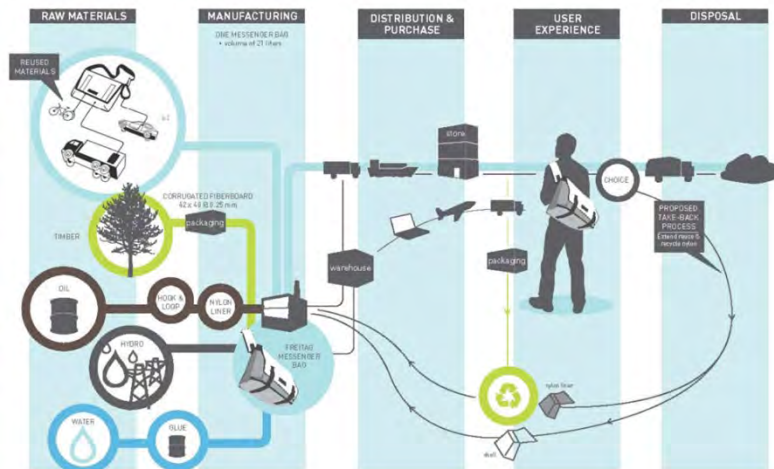 RAW MATERIALS
MANUFACTURING
DISTRIBUTION &
PURCHASE
USER
EXPERIENCE
DISPOSAL
ONE MESSENGER BAG
• volume of 21 liters
REUSED
MATERIALS
store
CHOICE
PROPOSED
TAKE-BACK
PROCESS
CORRUGATED FIBERBOARD
packaging
TIMBER
warehouse
packaging
OIL
HOOK &
LOOP
NYLON
LINER
HYDRO
FREITAG
MESSENGER
BAG
nylon liner
shell
WATER
GLUE